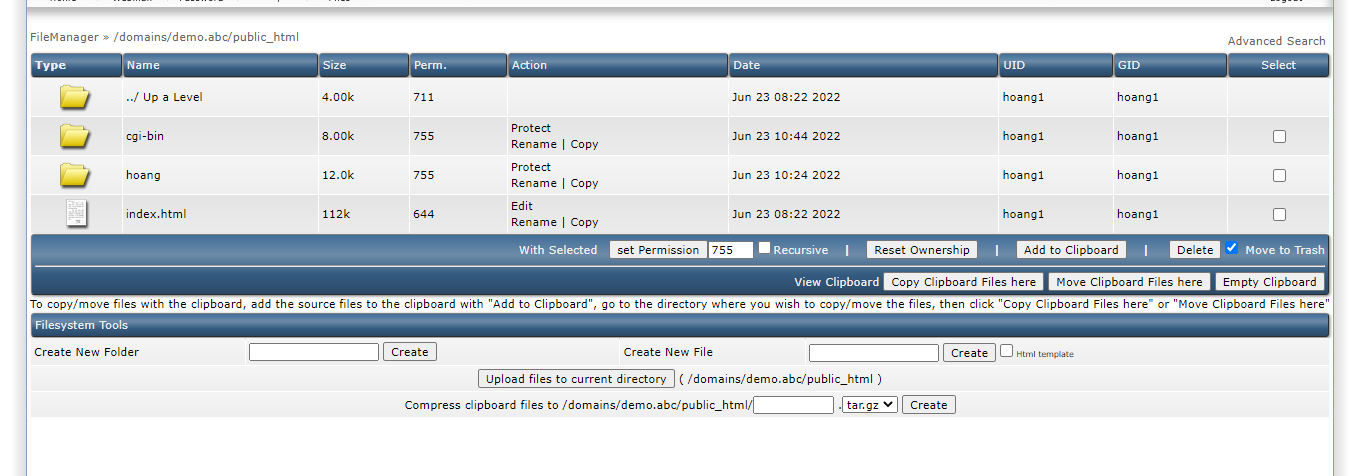 FileManager » /domains/demo.abc/public_html
Advanced Search
Type Name Size Perm. Action Date UID GID Select
../ Up a Level 4.00k 711 Jun 23 08:22 2022 hoang1 hoang1
cgi-bin 8.00k 755 Protect Jun 23 10:44 2022 hoang1 hoang1
Rename | Copy
hoang 12.0k 755 Protect Jun 23 10:24 2022 hoang1 hoang1
Rename | Copy
index.html 112k 644 Edit Jun 23 08:22 2022 hoang1 hoang1
Rename | Copy
With Selected set Permission 755 Recursive | Reset Ownership | Add to Clipboard | Delete Move to Trash
View Clipboard Copy Clipboard Files here Move Clipboard Files here Empty Clipboard
To copy/move files with the clipboard, add the source files to the clipboard with "Add to Clipboard", go to the directory where you wish to copy/move the files, then click "Copy Clipboard Files here" or "Move Clipboard Files here"
Filesystem Tools
Create New Folder Create Create New File Create Html template
Upload files to current directory ( /domains/demo.abc/public_html )
Compress clipboard files to /domains/demo.abc/public_html/ .tar.gz Create